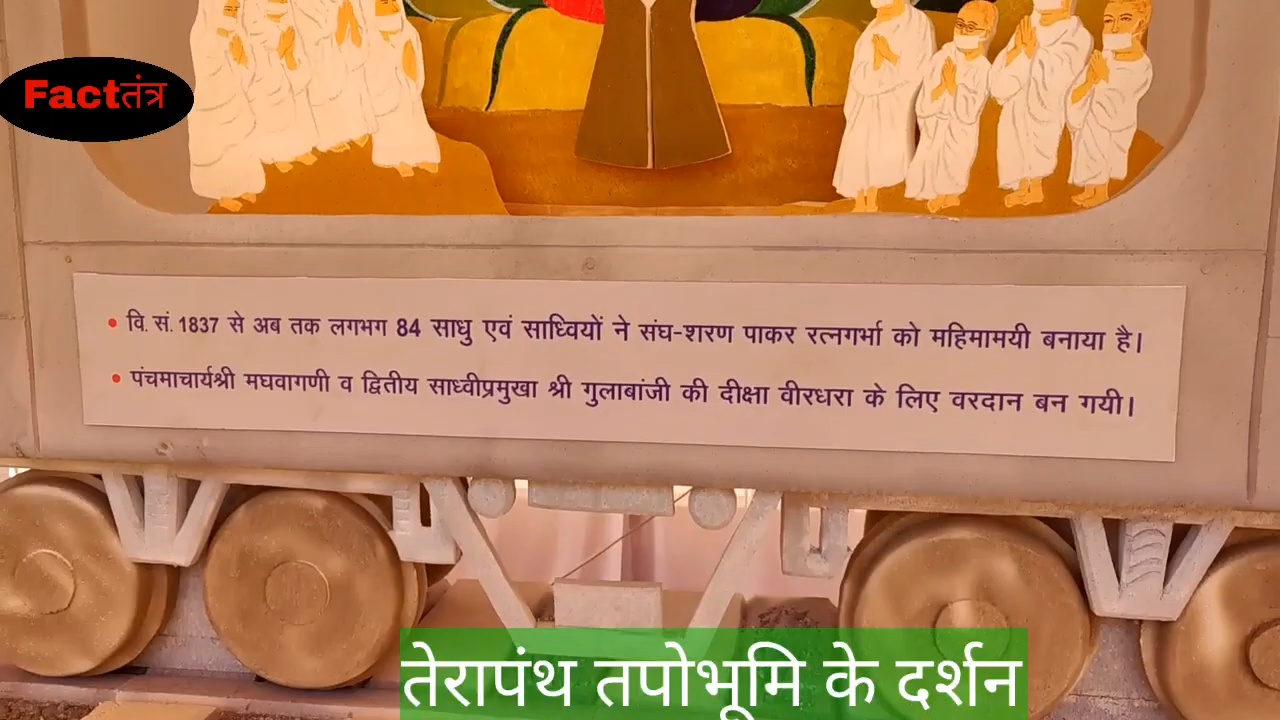 Factतंत्र
• वि. सं. 1837 से अब तक लगभग 84 साधु एवं साध्वियों ने संघ-शरण पाकर रत्नगर्भा को महिमामयी बनाया है।
• पंचमाचार्यश्री मघवागणी व द्वितीय साध्वीप्रमुखा श्री गुलाबांजी की दीक्षा वीरधरा के लिए वरदान बन गयी।
तेरापंथ तपोभूमि के दर्शन